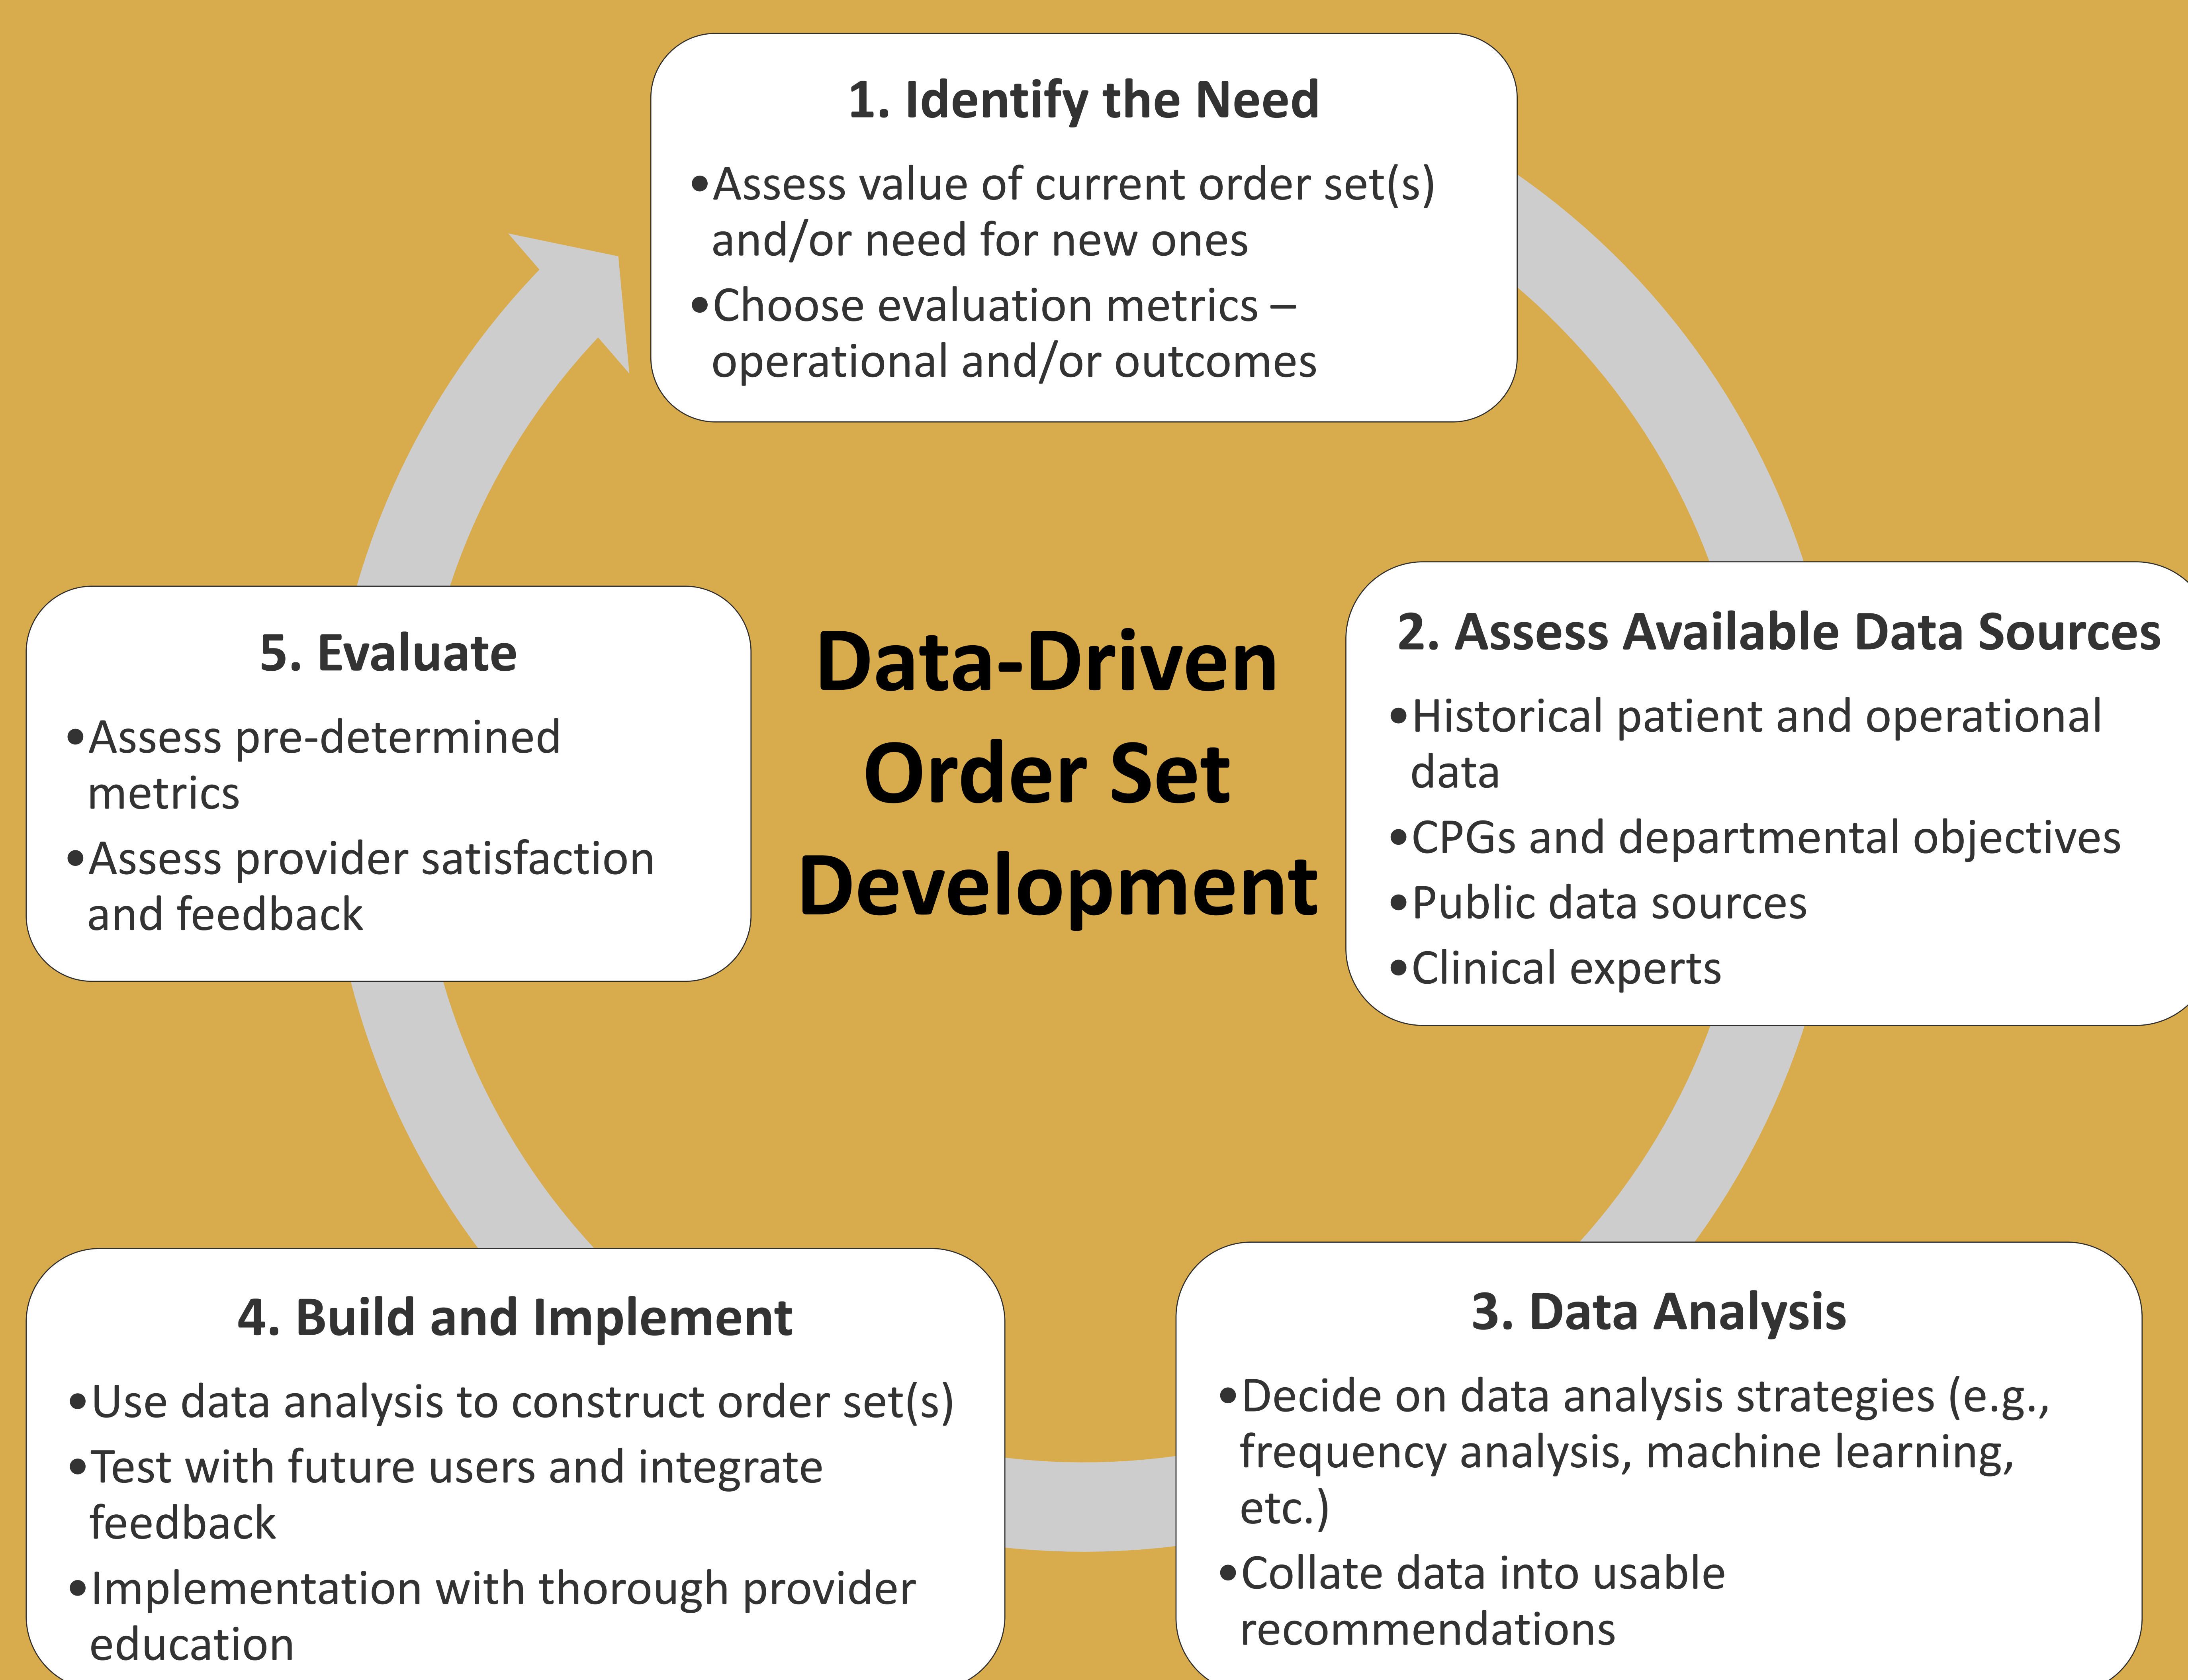 1. Identify the Need
•Assess value of current order set(s)
and/or need for new ones
•Choose evaluation metrics –
operational and/or outcomes
2. Assess Available Data Sources
•Historical patient and operational
data
•CPGs and departmental objectives
•Public data sources
•Clinical experts
3. Data Analysis
•Decide on data analysis strategies (e.g.,
frequency analysis, machine learning,
etc.)
•Collate data into usable
recommendations
4. Build and Implement
•Use data analysis to construct order set(s)
•Test with future users and integrate
feedback
•Implementation with thorough provider
education
5. Evaluate
•Assess pre-determined
metrics
•Assess provider satisfaction
and feedback
Data-Driven
Order Set
Development